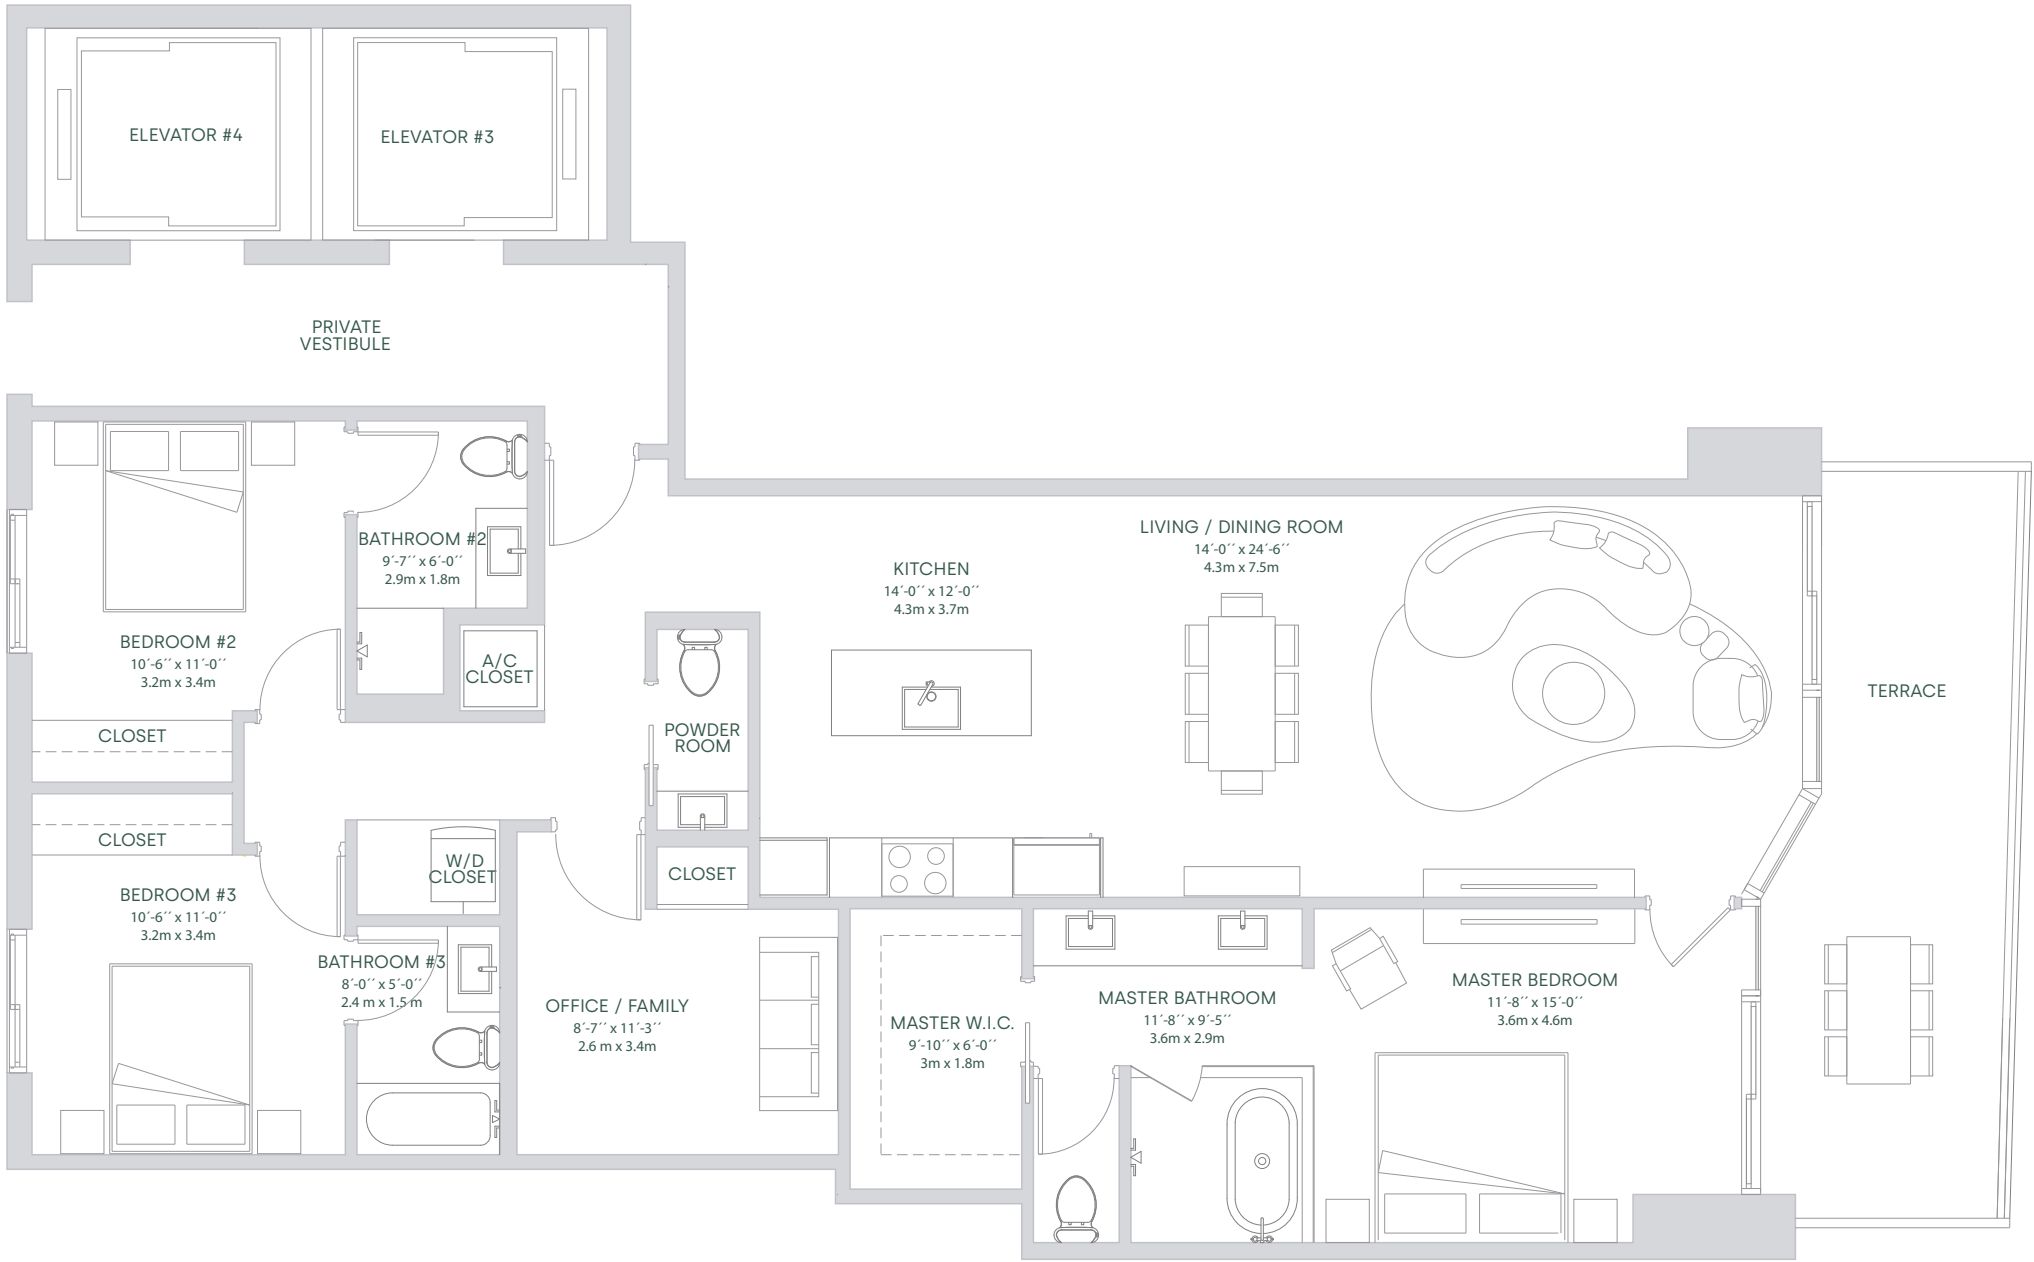 ELEVATOR #4
ELEVATOR #3
PRIVATE
VESTIBULE
BATHROOM #2
9´-7´´ x 6´-0´´
2.9m x 1.8m
LIVING / DINING ROOM
14´-0´´ x 24´-6´´
4.3m x 7.5m
KITCHEN
14´-0´´ x 12´-0´´
4.3m x 3.7m
BEDROOM #2
10´-6´´ x 11´-0´´
3.2m x 3.4m
A/C
CLOSET
TERRACE
POWDER
ROOM
CLOSET
CLOSET
W/D
CLOSET
CLOSET
BEDROOM #3
10´-6´´ x 11´-0´´
3.2m x 3.4m
BATHROOM #3
8´-0´´ x 5´-0´´
2.4 m x 1.5 m
OFFICE / FAMILY
8´-7´´ x 11´-3´´
2.6 m x 3.4m
MASTER W.I.C.
9´-10´´ x 6´-0´´
3m x 1.8m
MASTER BATHROOM
11´-8´´ x 9´-5´´
3.6m x 2.9m
MASTER BEDROOM
11´-8´´ x 15´-0´´
3.6m x 4.6m